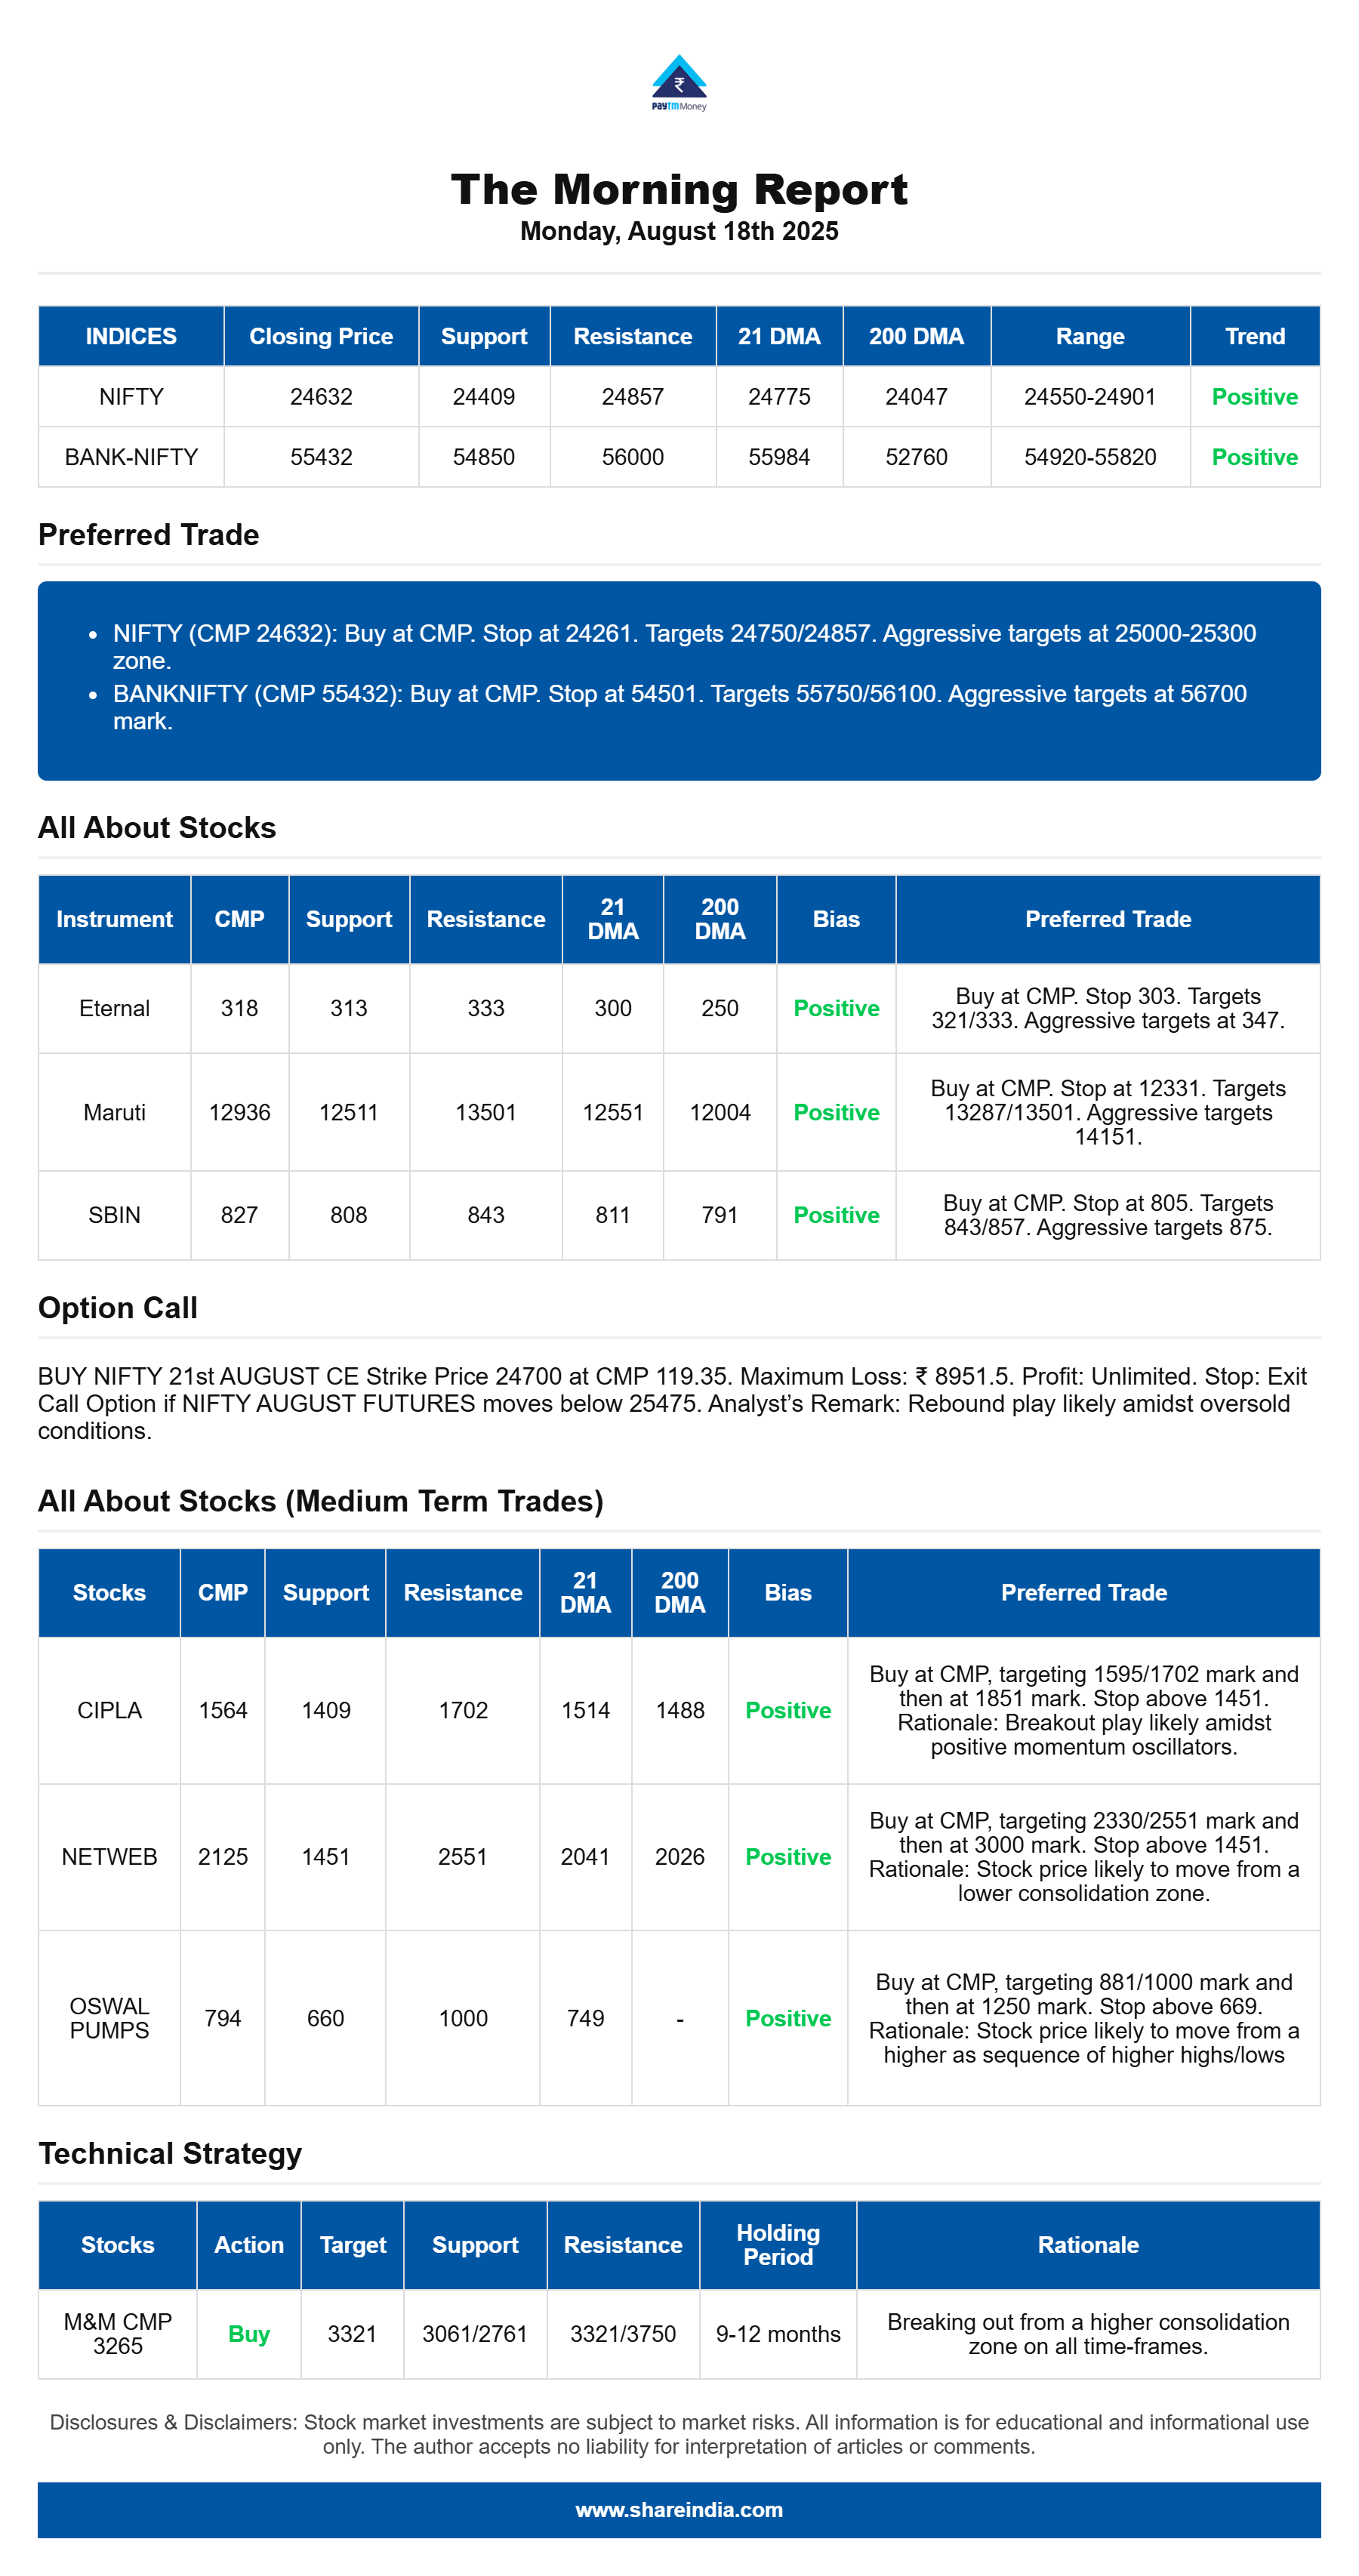 ₹
paytm Money
The Morning Report
Monday, August 18th 2025
INDICES Closing Price Support Resistance 21 DMA 200 DMA Range Trend
NIFTY 24632 24409 24857 24775 24047 24550-24901 Positive
BANK-NIFTY 55432 54850 56000 55984 52760 54920-55820 Positive
Preferred Trade
• NIFTY (CMP 24632): Buy at CMP. Stop at 24261. Targets 24750/24857. Aggressive targets at 25000-25300
zone.
• BANKNIFTY (CMP 55432): Buy at CMP. Stop at 54501. Targets 55750/56100. Aggressive targets at 56700
mark.
All About Stocks
Instrument CMP Support Resistance 21 DMA 200 DMA Bias Preferred Trade
Eternal 318 313 333 300 250 Positive Buy at CMP. Stop 303. Targets
321/333. Aggressive targets at 347.
Maruti 12936 12511 13501 12551 12004 Positive Buy at CMP. Stop at 12331. Targets
13287/13501. Aggressive targets
14151.
SBIN 827 808 843 811 791 Positive Buy at CMP. Stop at 805. Targets
843/857. Aggressive targets 875.
Option Call
BUY NIFTY 21st AUGUST CE Strike Price 24700 at CMP 119.35. Maximum Loss: ₹ 8951.5. Profit: Unlimited. Stop: Exit
Call Option if NIFTY AUGUST FUTURES moves below 25475. Analyst’s Remark: Rebound play likely amidst oversold
conditions.
All About Stocks (Medium Term Trades)
Stocks CMP Support Resistance 21 DMA 200 DMA Bias Preferred Trade
CIPLA 1564 1409 1702 1514 1488 Positive Buy at CMP, targeting 1595/1702 mark and
then at 1851 mark. Stop above 1451.
Rationale: Breakout play likely amidst
positive momentum oscillators.
NETWEB 2125 1451 2551 2041 2026 Positive Buy at CMP, targeting 2330/2551 mark and
then at 3000 mark. Stop above 1451.
Rationale: Stock price likely to move from a
lower consolidation zone.
OSWAL PUMPS 794 660 1000 749 - Positive Buy at CMP, targeting 881/1000 mark and
then at 1250 mark. Stop above 669.
Rationale: Stock price likely to move from a
higher as sequence of higher highs/lows
Technical Strategy
Stocks Action Target Support Resistance Holding Period Rationale
M&M CMP 3265 Buy 3321 3061/2761 3321/3750 9-12 months Breaking out from a higher consolidation
zone on all time-frames.
Disclosures & Disclaimers: Stock market investments are subject to market risks. All information is for educational and informational use
only. The author accepts no liability for interpretation of articles or comments.
www.shareindia.com